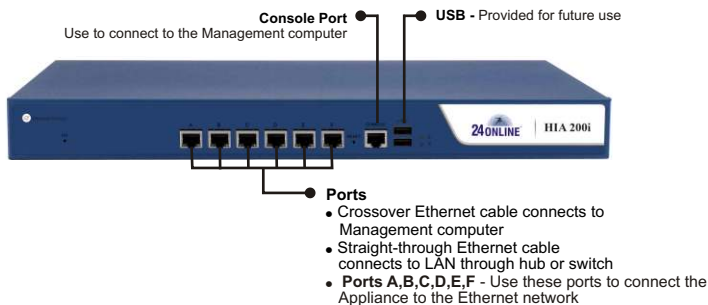 Console Port
Use to connect to the Management computer
USB - Provided for future use
A B C D E F
24ONLINE HIA 200i
Ports
• Crossover Ethernet cable connects to
Management computer
• Straight-through Ethernet cable
connects to LAN through hub or switch
• Ports A,B,C,D,E,F - Use these ports to connect the
Appliance to the Ethernet network